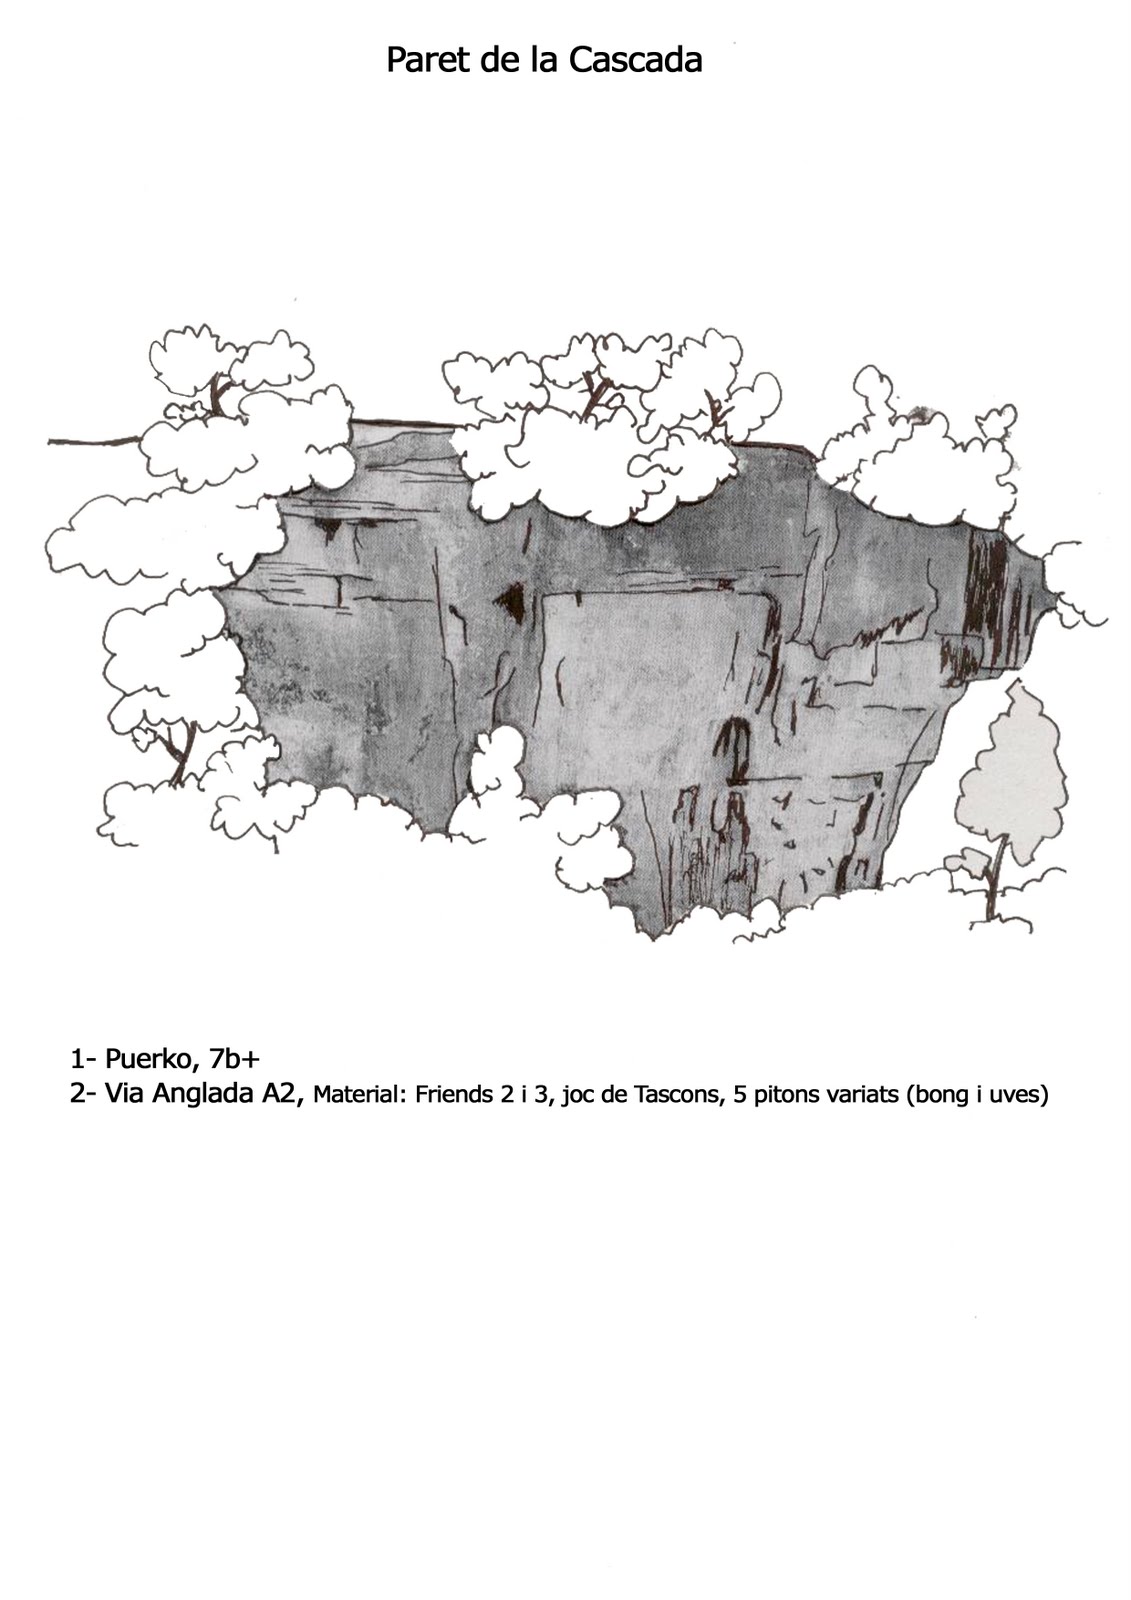 Paret de la Cascada
1- Puerko, 7b+
2- Via Anglada A2, Material: Friends 2 i 3, joc de Tascons, 5 pitons variats (bong i uves)